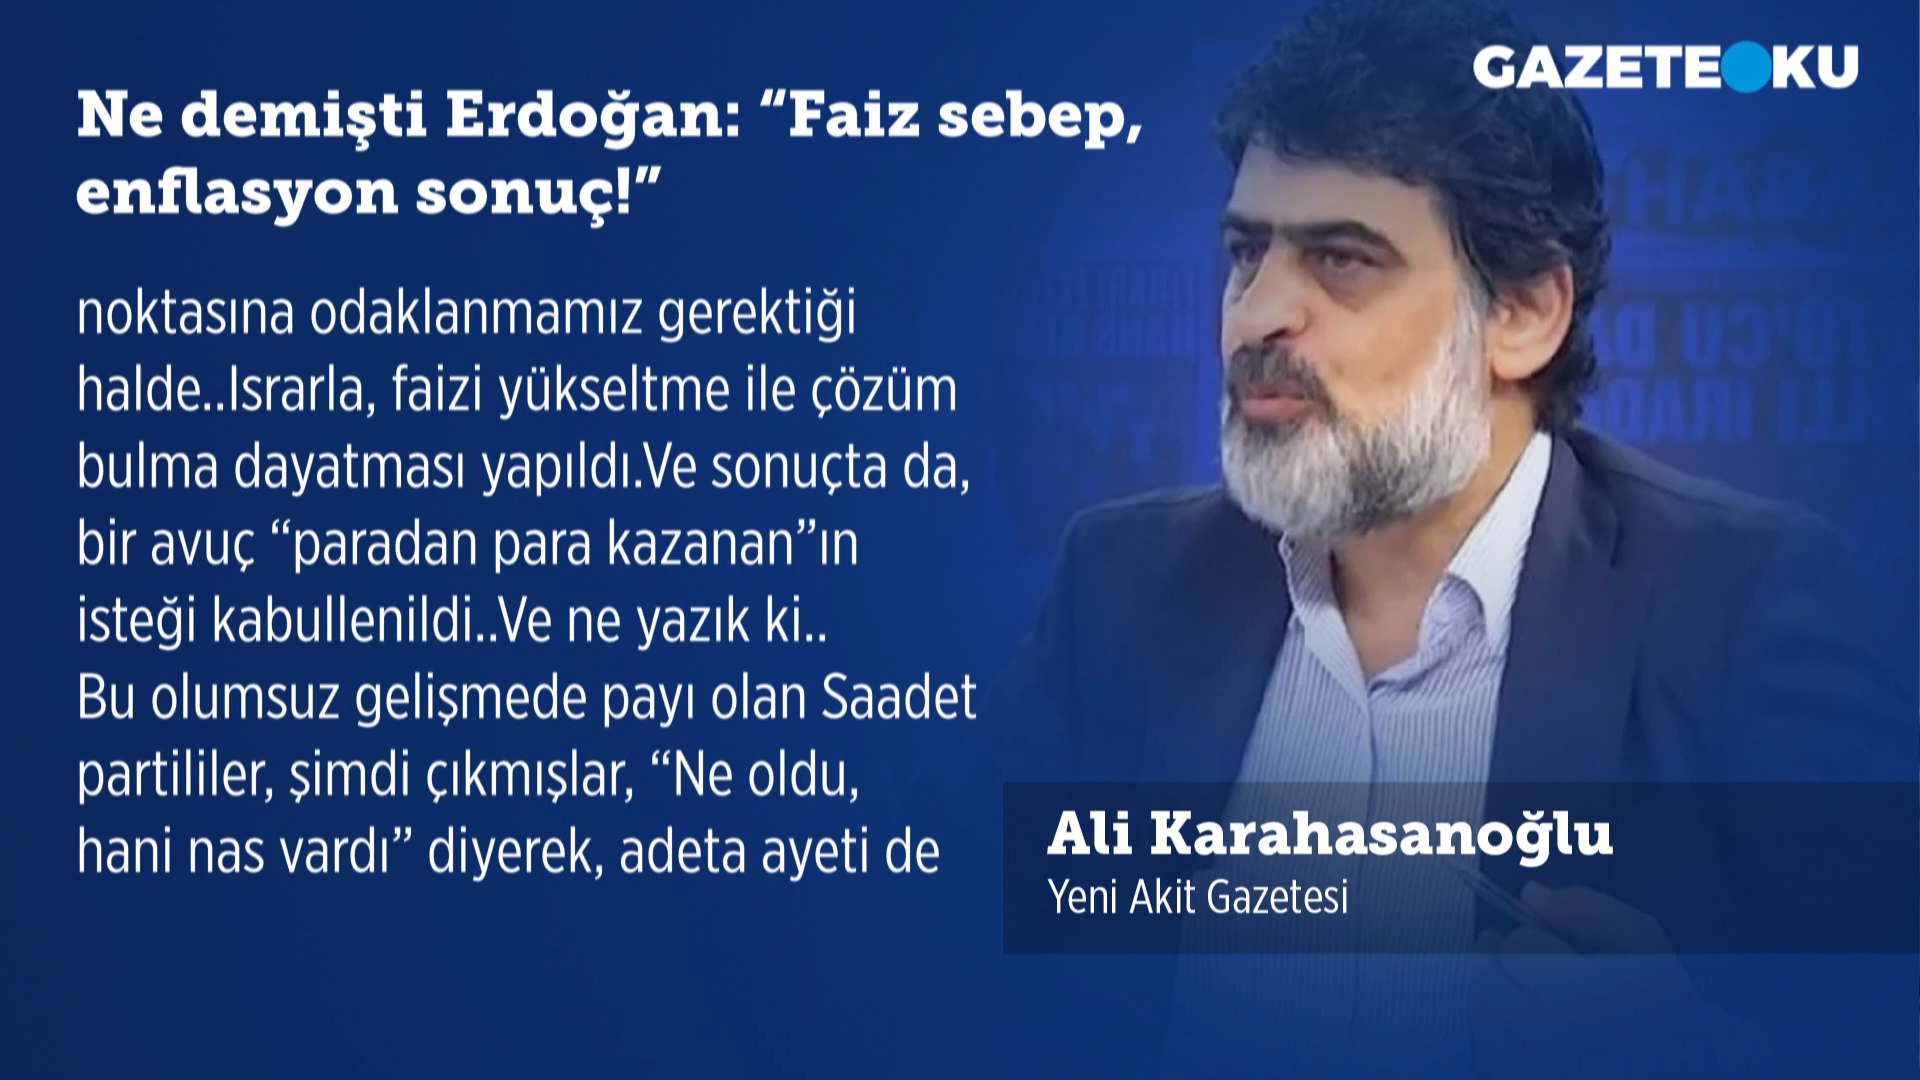 GAZETE KU
Ne demişti Erdoğan: “Faiz sebep,
enflasyon sonuç!”
noktasına odaklanmamız gerektiği
halde..Israrla, faizi yükseltme ile çözüm
bulma dayatması yapıldı.Ve sonuçta da,
bir avuç “paradan para kazanan”ın
isteği kabullenildi..Ve ne yazık ki..
Bu olumsuz gelişmede payı olan Saadet
partililer, şimdi çıkmışlar, “Ne oldu,
hani nas vardı” diyerek, adeta ayeti de
Ali Karahasanoğlu
Yeni Akit Gazetesi